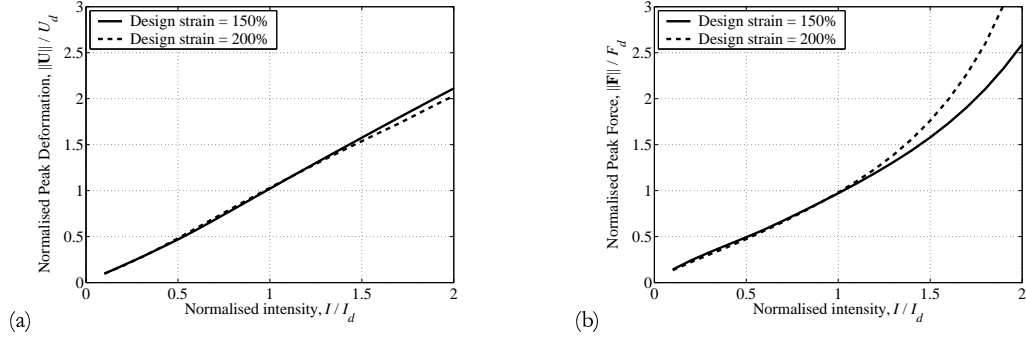 3
2.5
2
1.5
1
0.5
0
Normalised Peak Deformation, ||U|| / U_d
Design strain = 150%
Design strain = 200%
0 0.5 1 1.5 2
Normalised intensity, I / I_d
(a)
3
2.5
2
1.5
1
0.5
0
Normalised Peak Force, ||F|| / F_d
Design strain = 150%
Design strain = 200%
0 0.5 1 1.5 2
Normalised intensity, I / I_d
(b)